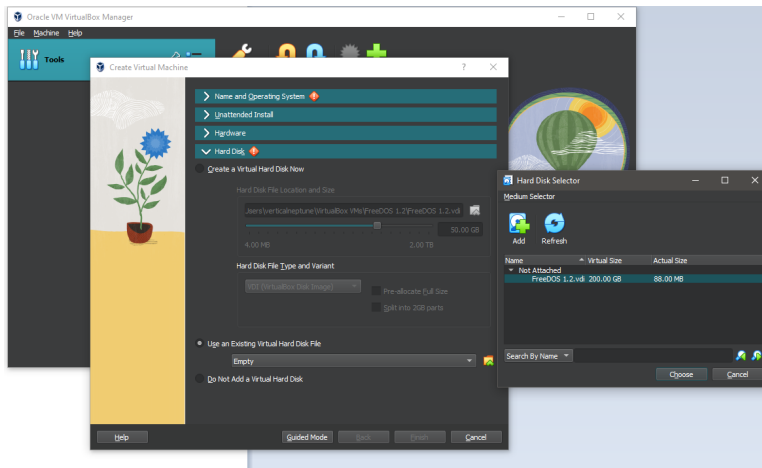 Oracle VM VirtualBox Manager
File Machine Help
Tools
Create Virtual Machine
Name and Operating System
Unattended Install
Hardware
Hard Disk
Create a Virtual Hard Disk Now
Hard Disk File Location and Size
Jsers\verticalneptune\VirtualBox VMs\FreeDOS 1.2\FreeDOS 1.2.vdi
50.00 GB
4.00 MB 2.00 TB
Hard Disk File Type and Variant
VDI (VirtualBox Disk Image)
Pre-allocate Full Size
Split into 2GB parts
Use an Existing Virtual Hard Disk File
Empty
Do Not Add a Virtual Hard Disk
Help Guided Mode Back Finish Cancel
Hard Disk Selector
Medium Selector
Add Refresh
Name Virtual Size Actual Size
Not Attached
FreeDOS 1.2.vdi 200.00 GB 88.00 MB
Search By Name
Choose Cancel